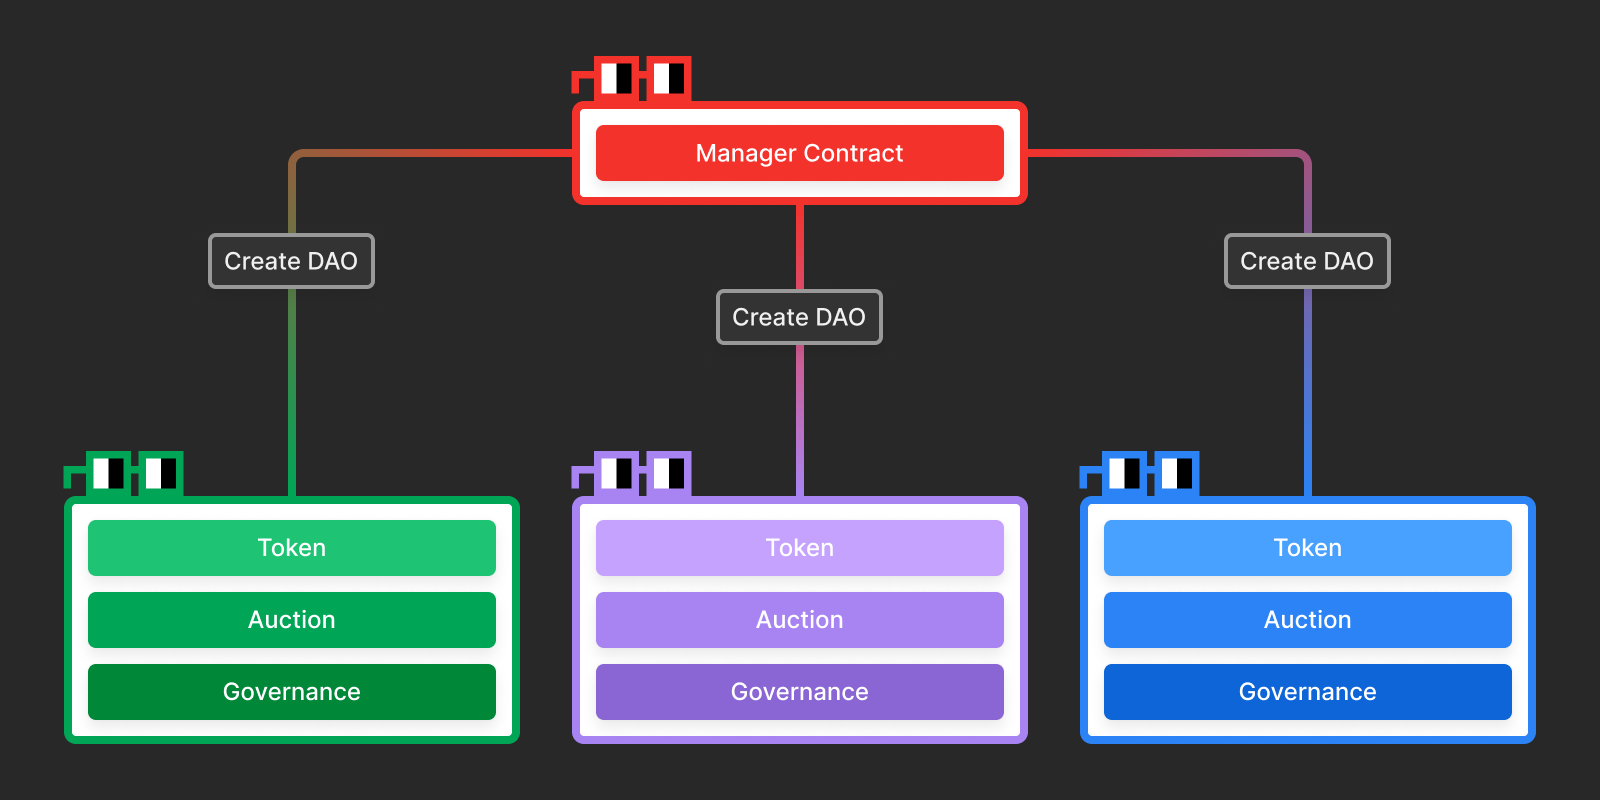 Manager Contract
Create DAO
Create DAO
Create DAO
Token
Auction
Governance
Token
Auction
Governance
Token
Auction
Governance